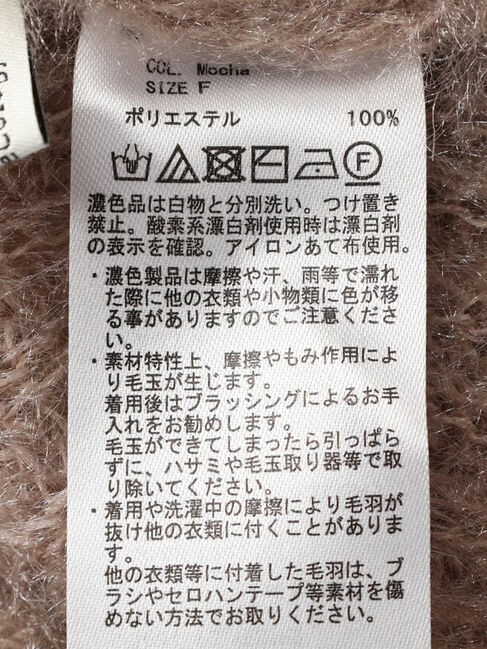 COL. Mocha
SIZE F
ポリエステル 100%
F
濃色品は白物と分別洗い。つけ置き
禁止。酸素系漂白剤使用時は漂白剤
の表示を確認。アイロンあて布使用。
・濃色製品は摩擦や汗、雨等で濡れ
た際に他の衣類や小物類に色が移
る事がありますのでご注意くださ
い。
・素材特性上、摩擦やもみ作用によ
り毛玉が生じます。
着用後はブラッシングによるお手
入れをお勧めします。
毛玉ができてしまったら引っぱら
ずに、ハサミや毛玉取り器等で取
り除いてください。
・着用や洗濯中の摩擦により毛羽が
抜け他の衣類に付くことがありま
す。
他の衣類等に付着した毛羽は、ブ
ラシやセロハンテープ等素材を傷
めない方法でお取りください。